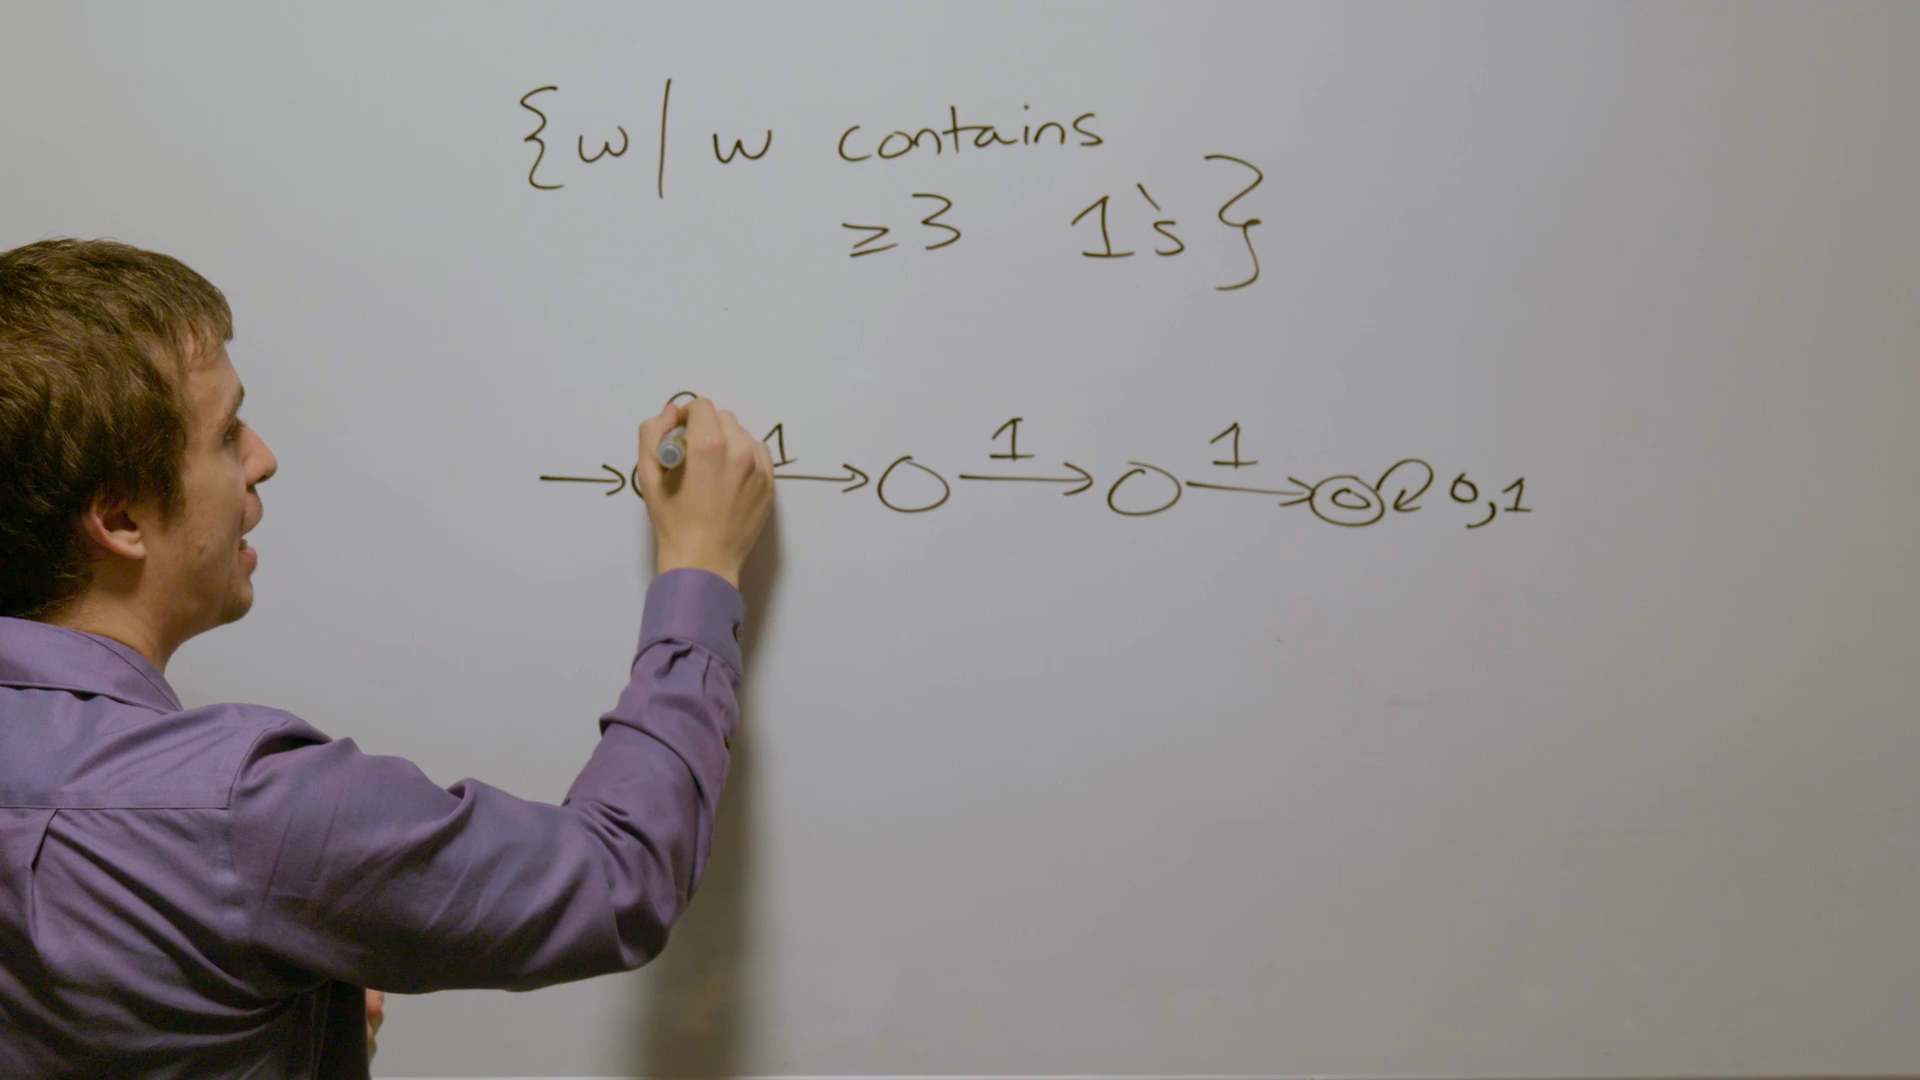 {w | w contains
≥3 1's}
1 1 1 0,1